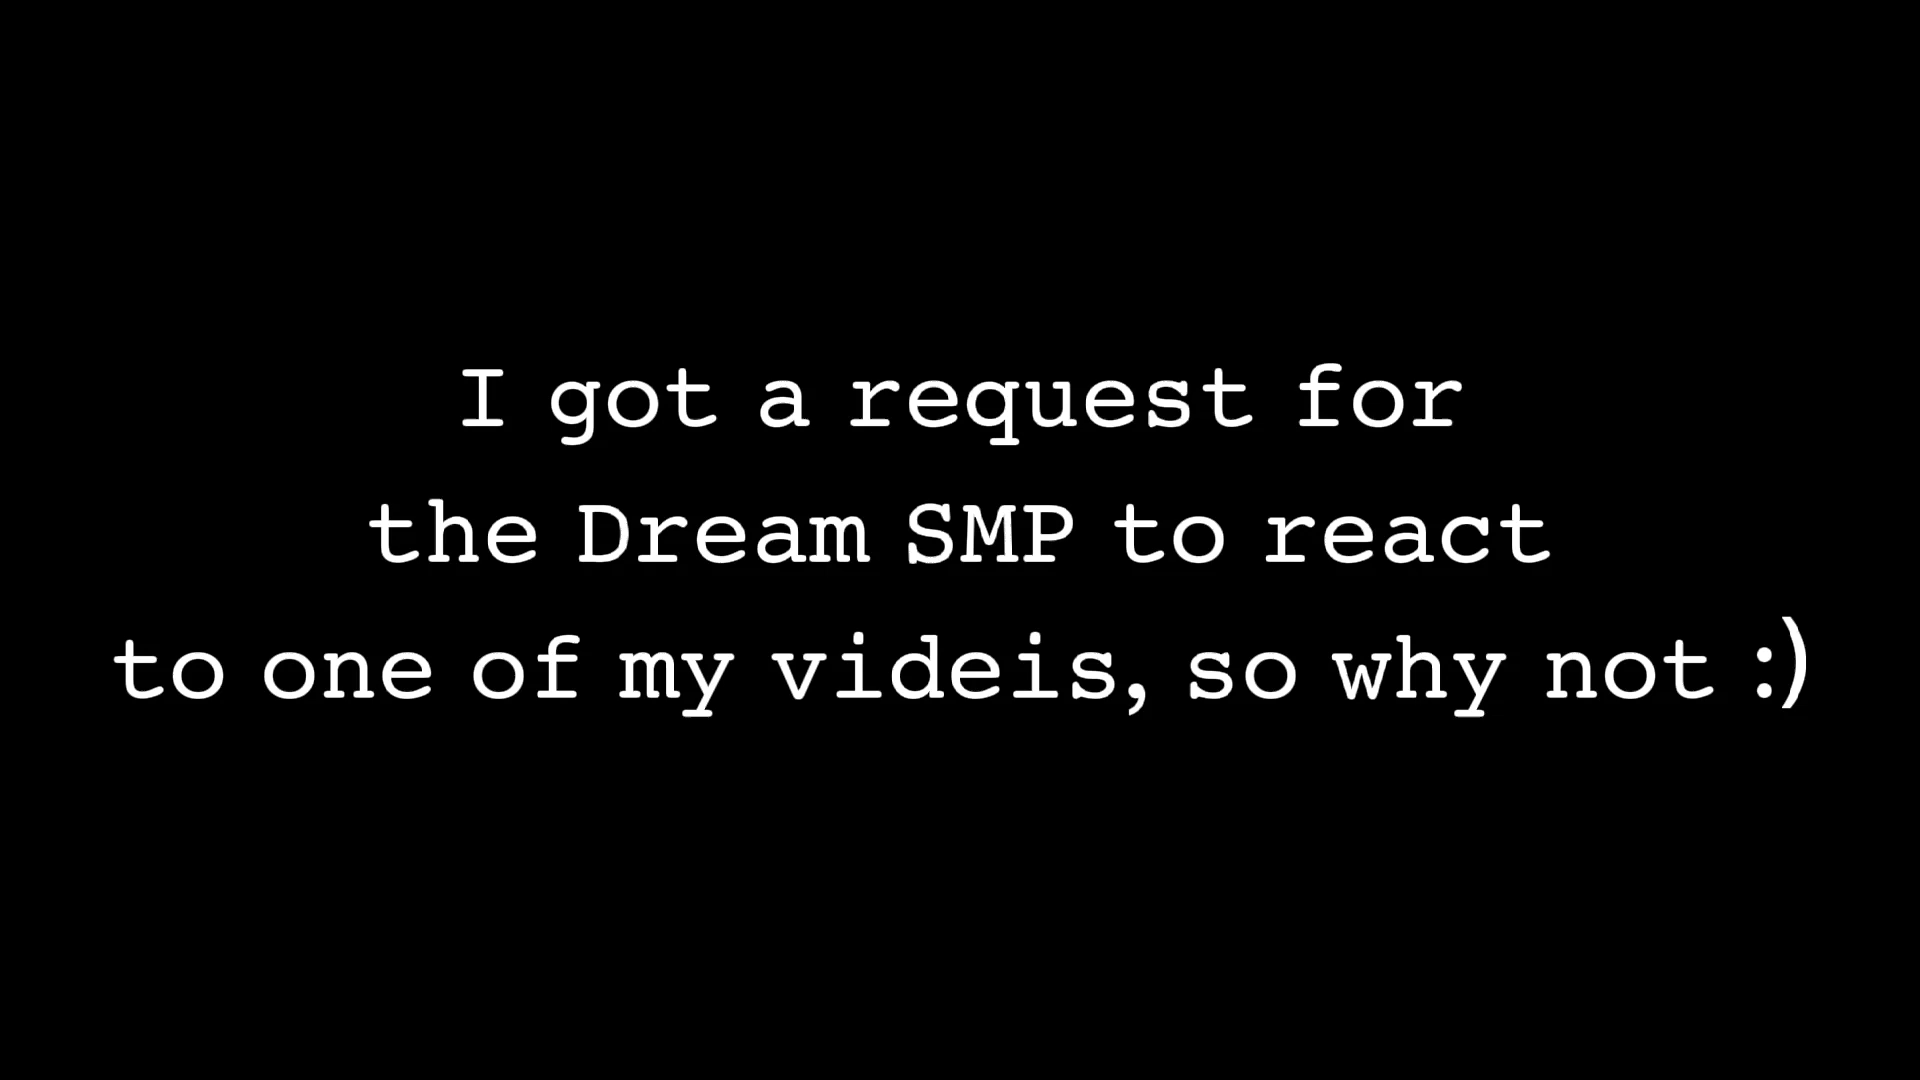 I got a request for
the Dream SMP to react
to one of my videis, so why not :)